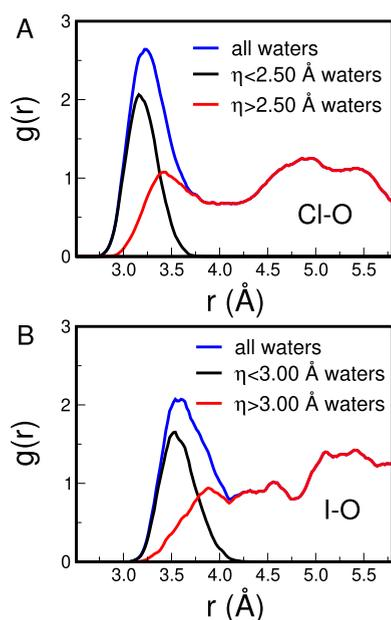 A
3
all waters
η<2.50 Å waters
η>2.50 Å waters
2
g(r)
1
Cl-O
0
3.0 3.5 4.0 4.5 5.0 5.5
r (Å)
B
3
all waters
η<3.00 Å waters
η>3.00 Å waters
2
g(r)
1
I-O
0
3.0 3.5 4.0 4.5 5.0 5.5
r (Å)